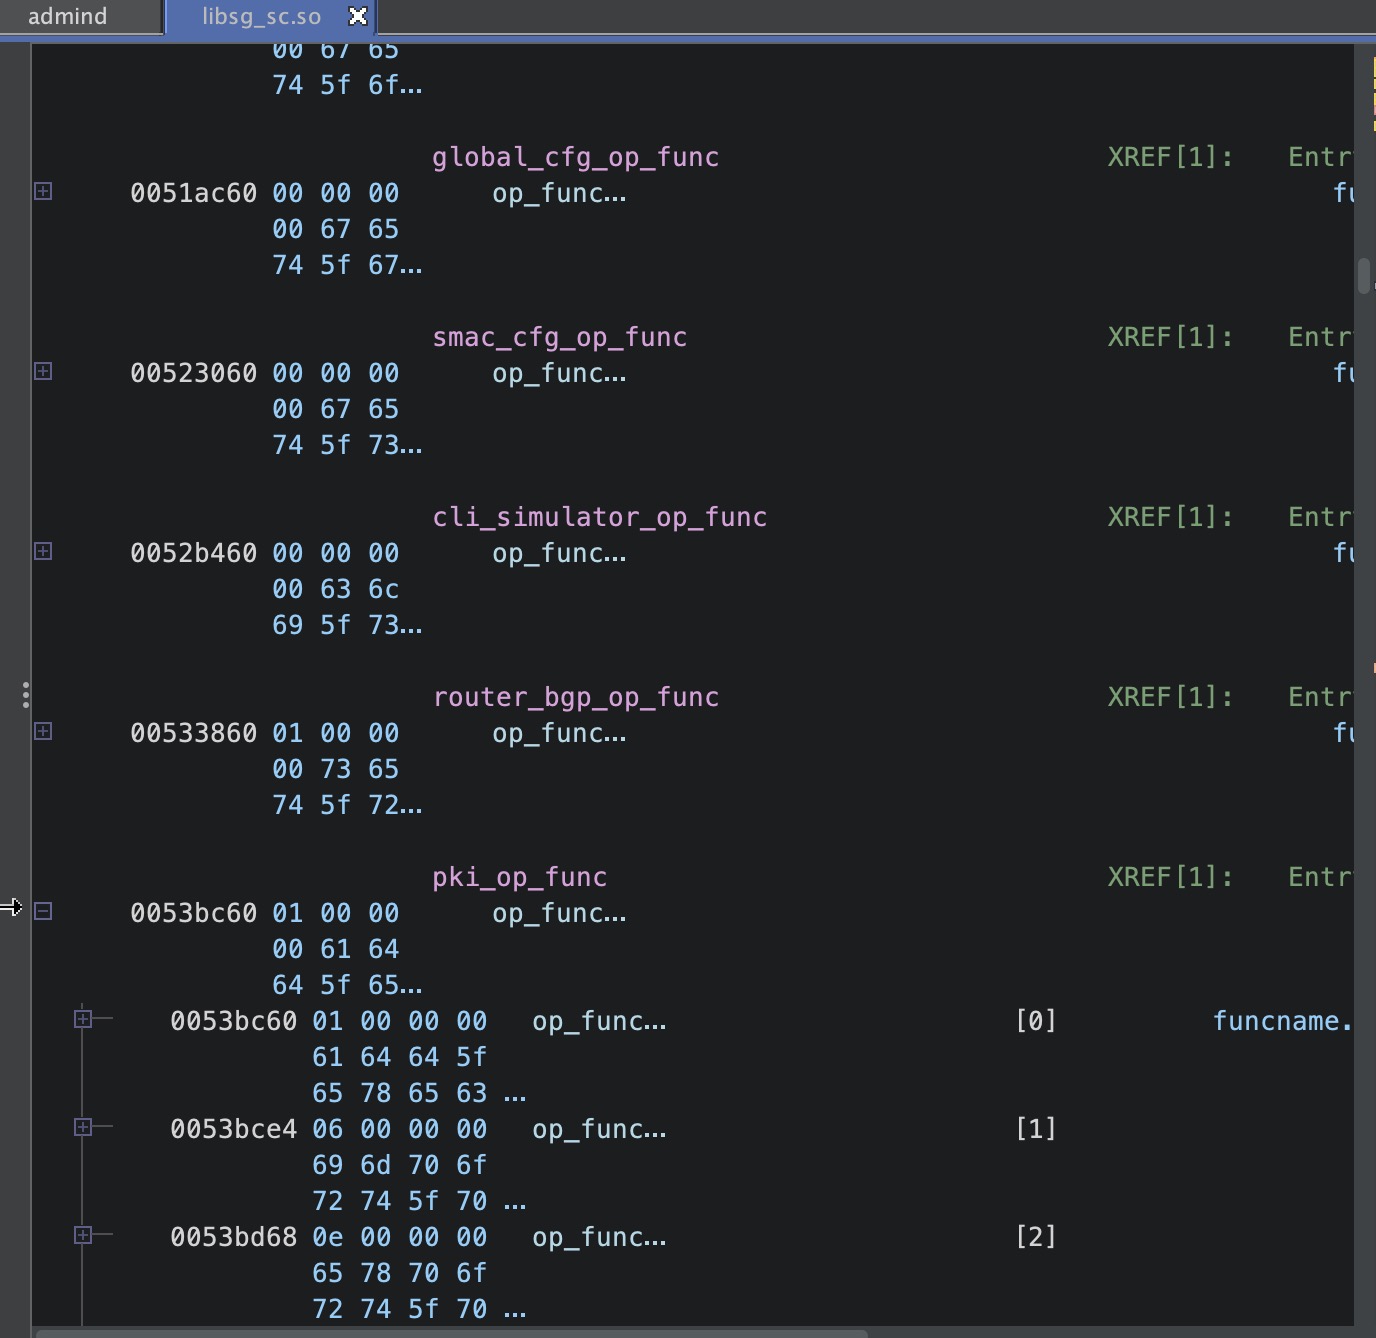 admind libsg_sc.so
00 67 65
74 5f 6f...
global_cfg_op_func XREF[1]: Entr
0051ac60 00 00 00 op_func... fu
00 67 65
74 5f 67...
smac_cfg_op_func XREF[1]: Entr
00523060 00 00 00 op_func... fu
00 67 65
74 5f 73...
cli_simulator_op_func XREF[1]: Entr
0052b460 00 00 00 op_func... fu
00 63 6c
69 5f 73...
router_bgp_op_func XREF[1]: Entr
00533860 01 00 00 op_func... fu
00 73 65
74 5f 72...
pki_op_func XREF[1]: Entr
0053bc60 01 00 00 op_func...
00 61 64
64 5f 65...
0053bc60 01 00 00 00 op_func... [0] funcname.
61 64 64 5f
65 78 65 63 ...
0053bce4 06 00 00 00 op_func... [1]
69 6d 70 6f
72 74 5f 70 ...
0053bd68 0e 00 00 00 op_func... [2]
65 78 70 6f
72 74 5f 70 ...